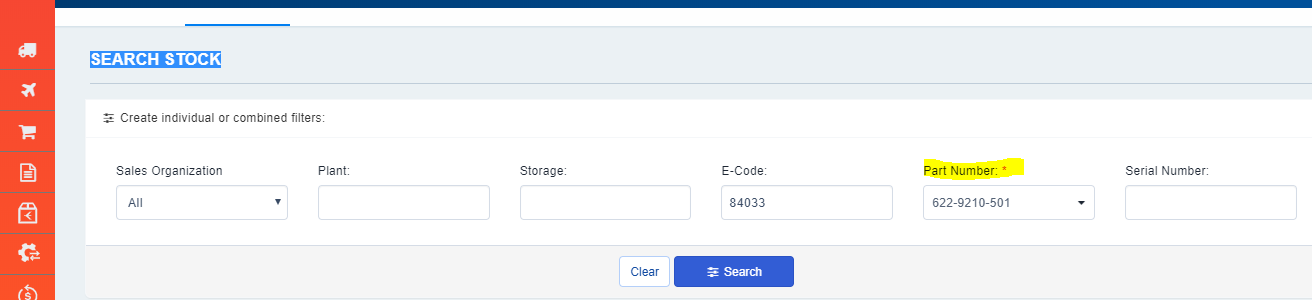 SEARCH STOCK
Create individual or combined filters:
Sales Organization Plant: Storage: E-Code: Part Number: * Serial Number:
All 84033 622-9210-501
Clear Search